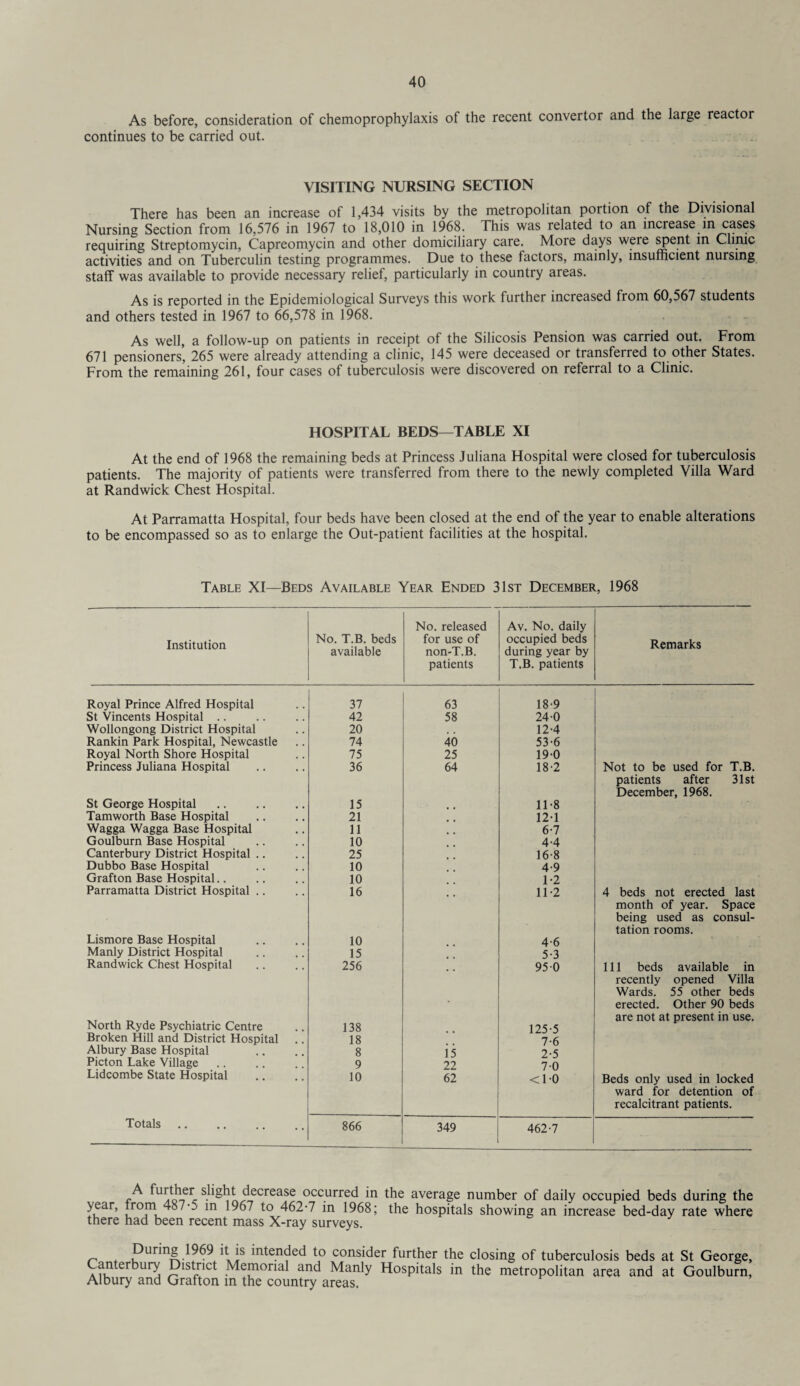 40
As before, consideration of chemoprophylaxis of the recent convertor and the large reactor
continues to be carried out.
VISITING NURSING SECTION
There has been an increase of 1,434 visits by the metropolitan portion of the Divisional
Nursing Section from 16,576 in 1967 to 18,010 in 1968. This was related to an increase in cases
requiring Streptomycin, Capreomycin and other domiciliary care. More days were spent in Clinic
activities and on Tuberculin testing programmes. Due to these factors, mainly, insufficient nursing
staff was available to provide necessary relief, particularly in country areas.
As is reported in the Epidemiological Surveys this work further increased from 60,567 students
and others tested in 1967 to 66,578 in 1968.
As well, a follow-up on patients in receipt of the Silicosis Pension was carried out. From
671 pensioners, 265 were already attending a clinic, 145 were deceased or transferred to other States.
From the remaining 261, four cases of tuberculosis were discovered on referral to a Clinic.
HOSPITAL BEDS—TABLE XI
At the end of 1968 the remaining beds at Princess Juliana Hospital were closed for tuberculosis
patients. The majority of patients were transferred from there to the newly completed Villa Ward
at Randwick Chest Hospital.
At Parramatta Hospital, four beds have been closed at the end of the year to enable alterations
to be encompassed so as to enlarge the Out-patient facilities at the hospital.
Table XI—Beds Available Year Ended 31st December, 1968
Institution | No. T.B. beds available | No. released for use of non-T.B. patients | Av. No. daily occupied beds during year by T.B. patients | Remarks
Royal Prince Alfred Hospital .. 37 63 18·9
St Vincents Hospital .. .. .. 42 58 24·0
Wollongong District Hospital .. 20 .. 12·4
Rankin Park Hospital, Newcastle .. 74 40 53·6
Royal North Shore Hospital .. 75 25 19·0
Princess Juliana Hospital .. .. 36 64 18·2 Not to be used for T.B.
patients after 31st
December, 1968.
St George Hospital .. .. .. 15 .. 11·8
Tamworth Base Hospital .. .. 21 .. 12·1
Wagga Wagga Base Hospital .. 11 .. 6·7
Goulburn Base Hospital .. .. 10 .. 4·4
Canterbury District Hospital .. .. 25 .. 16·8
Dubbo Base Hospital .. .. 10 .. 4·9
Grafton Base Hospital .. .. .. 10 .. 1·2
Parramatta District Hospital .. .. 16 .. 11·2 4 beds not erected last
month of year. Space
being used as consul-
tation rooms.
Lismore Base Hospital .. .. 10 .. 4·6
Manly District Hospital .. .. 15 .. 5·3
Randwick Chest Hospital .. .. 256 .. 95·0 111 beds available in
recently opened Villa
Wards. 55 other beds
erected. Other 90 beds
are not at present in use.
North Ryde Psychiatric Centre .. 138 .. 125·5
Broken Hill and District Hospital .. 18 .. 7·6
Albury Base Hospital .. .. 8 15 2·5
Picton Lake Village .. .. .. 9 22 7·0
Lidcombe State Hospital .. .. 10 62 <1·0 Beds only used in locked
ward for detention of
recalcitrant patients.
Totals .. .. .. .. 866 349 462·7
A further slight decrease occurred in the average number of daily occupied beds during the
year, from 487·5 in 1967 to 462·7 in 1968; the hospitals showing an increase bed-day rate where
there had been recent mass X-ray surveys.
During 1969 it is intended to consider further the closing of tuberculosis beds at St George,
Canterbury District Memorial and Manly Hospitals in the metropolitan area and at Goulburn,
Albury and Grafton in the country areas.